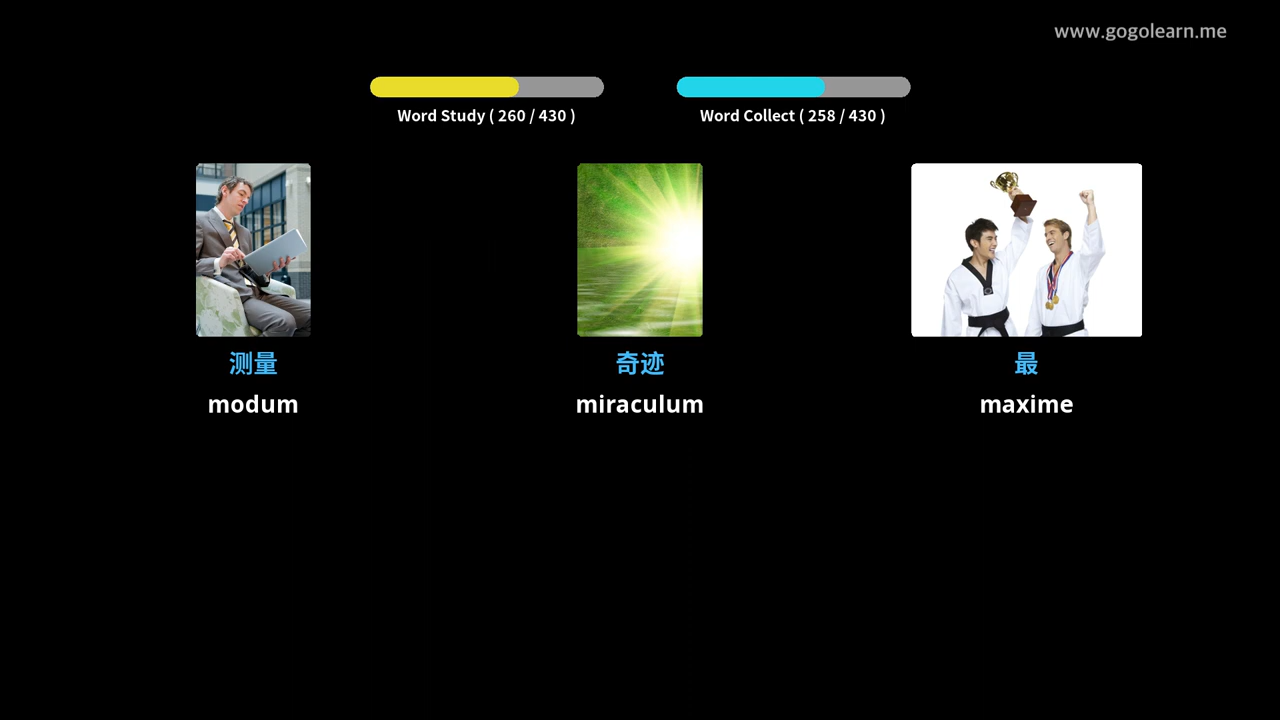 www.gogolearn.me
Word Study ( 260 / 430 )
Word Collect ( 258 / 430 )
测量
奇迹
最
modum
miraculum
maxime